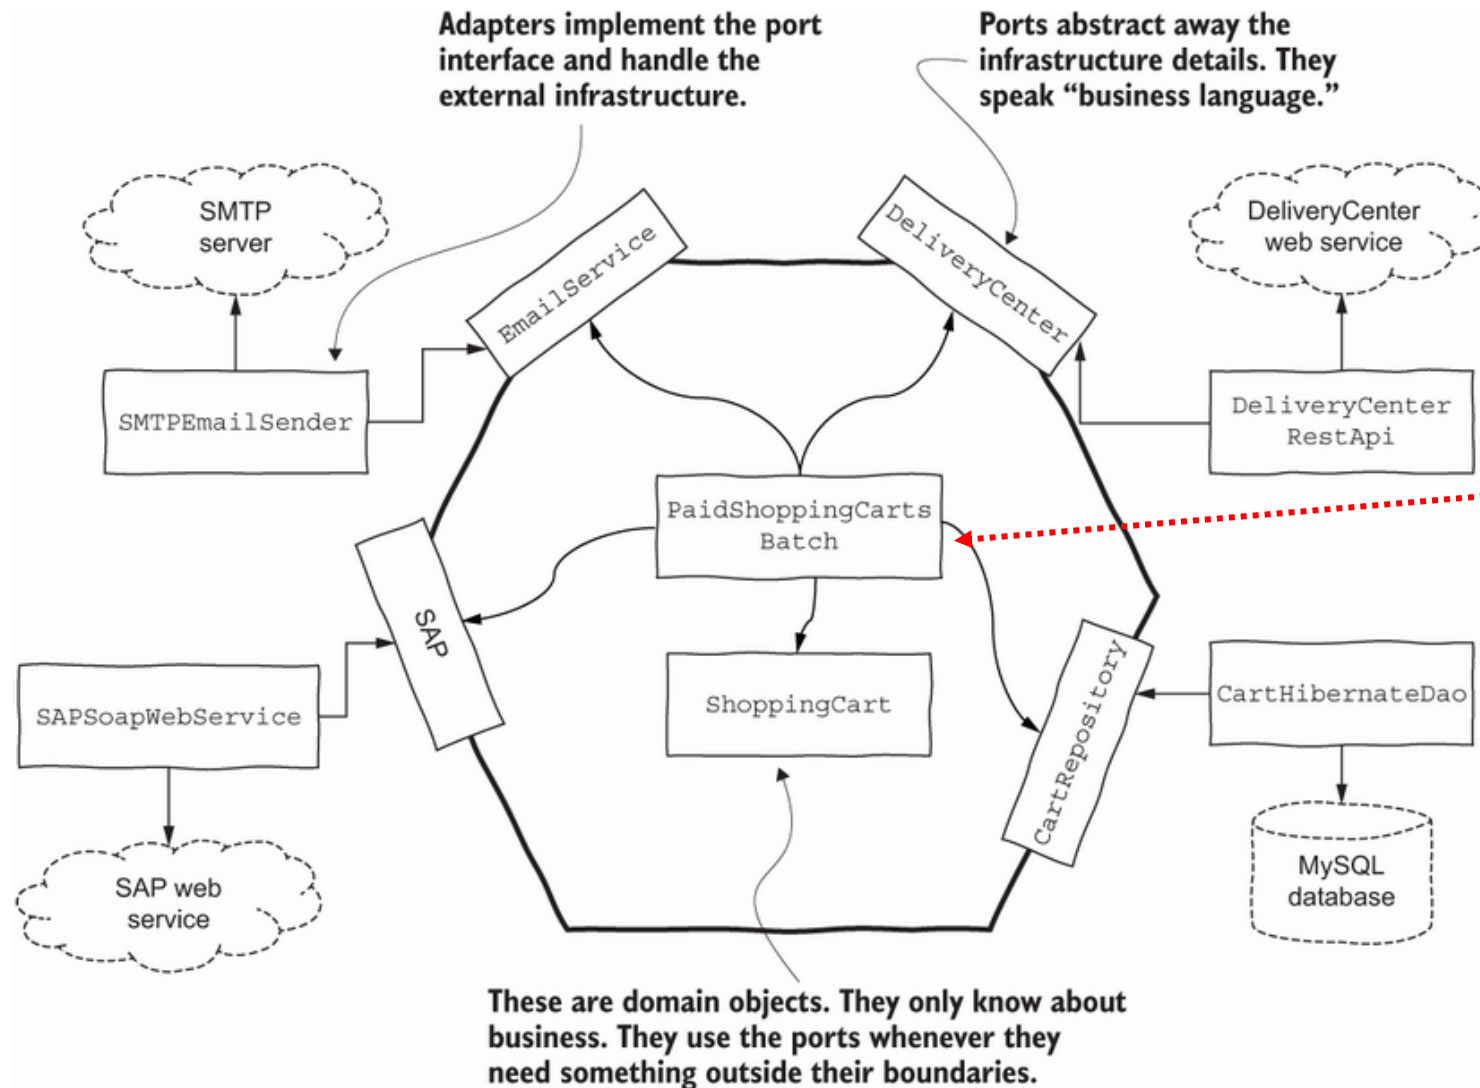 Adapters implement the port
interface and handle the
external infrastructure.
Ports abstract away the
infrastructure details. They
speak “business language.”
SMTP
server
EmailService
DeliveryCenter
DeliveryCenter
web service
SMTPEmailSender
DeliveryCenter
RestApi
PaidShoppingCarts
Batch
SAP
SAPSoapWebService
ShoppingCart
CartRepository
CartHibernateDao
SAP web
service
MySQL
database
These are domain objects. They only know about
business. They use the ports whenever they
need something outside their boundaries.